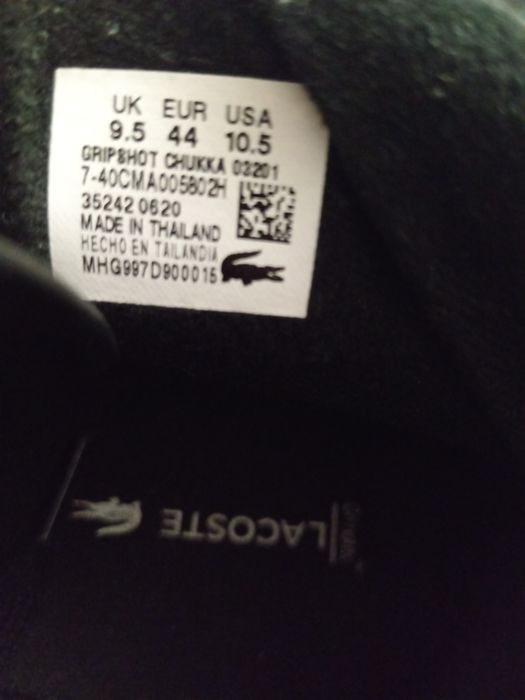 UK EUR USA
9.5 44 10.5
GRIPSHOT CHUKKA 03201
7-40CMA005802H
35242 0620
MADE IN THAILAND
HECHO EN TAILANDIA
MHG997D900015
LACOSTE